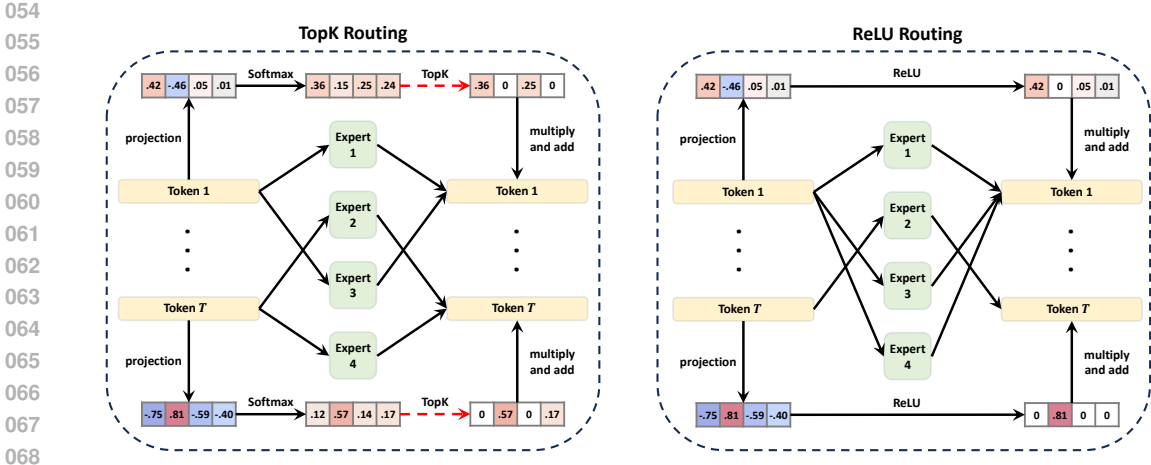 054
055
056
057
058
059
060
061
062
063
064
065
066
067
068
TopK Routing
.42 -.46 .05 .01
Softmax
.36 .15 .25 .24
TopK
.36 0 .25 0
projection
multiply
and add
Expert
1
Token 1
Token 1
Expert
2
Expert
3
Token T
Token T
Expert
4
projection
multiply
and add
-.75 .81 -.59 -.40
Softmax
.12 .57 .14 .17
TopK
0 .57 0 .17
ReLU Routing
.42 -.46 .05 .01
ReLU
.42 0 .05 .01
projection
multiply
and add
Expert
1
Token 1
Token 1
Expert
2
Expert
3
Token T
Token T
Expert
4
projection
multiply
and add
-.75 .81 -.59 -.40
ReLU
0 .81 0 0